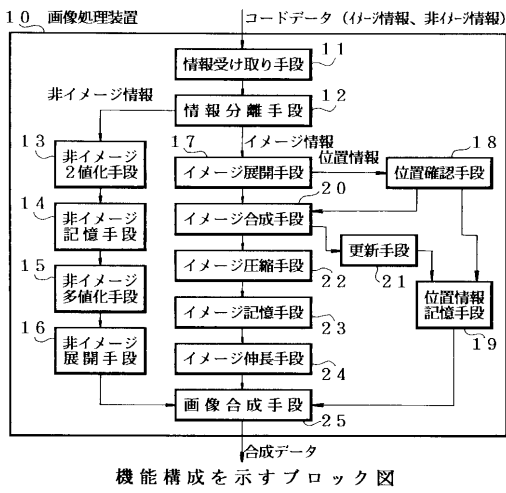 10 画像処理装置
コードデータ (イメージ情報、非イメージ情報)
情報受け取り手段
11
非イメージ情報
情報分離手段
12
イメージ情報
13
非イメージ
2値化手段
17
イメージ展開手段
位置情報
18
位置確認手段
20
14
非イメージ
記憶手段
イメージ合成手段
更新手段
21
15
非イメージ
多値化手段
イメージ圧縮手段
22
位置情報
記憶手段
19
16
非イメージ
展開手段
イメージ記憶手段
23
イメージ伸長手段
24
画像合成手段
25
合成データ
機能構成を示すブロック図